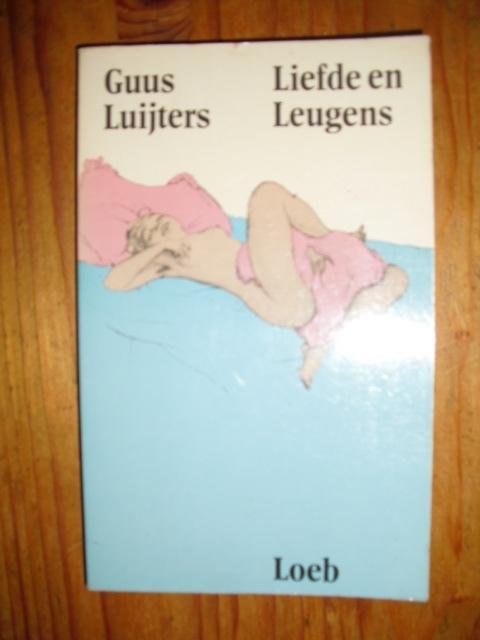 Guus
Luijters
Liefde en
Leugens
Loeb